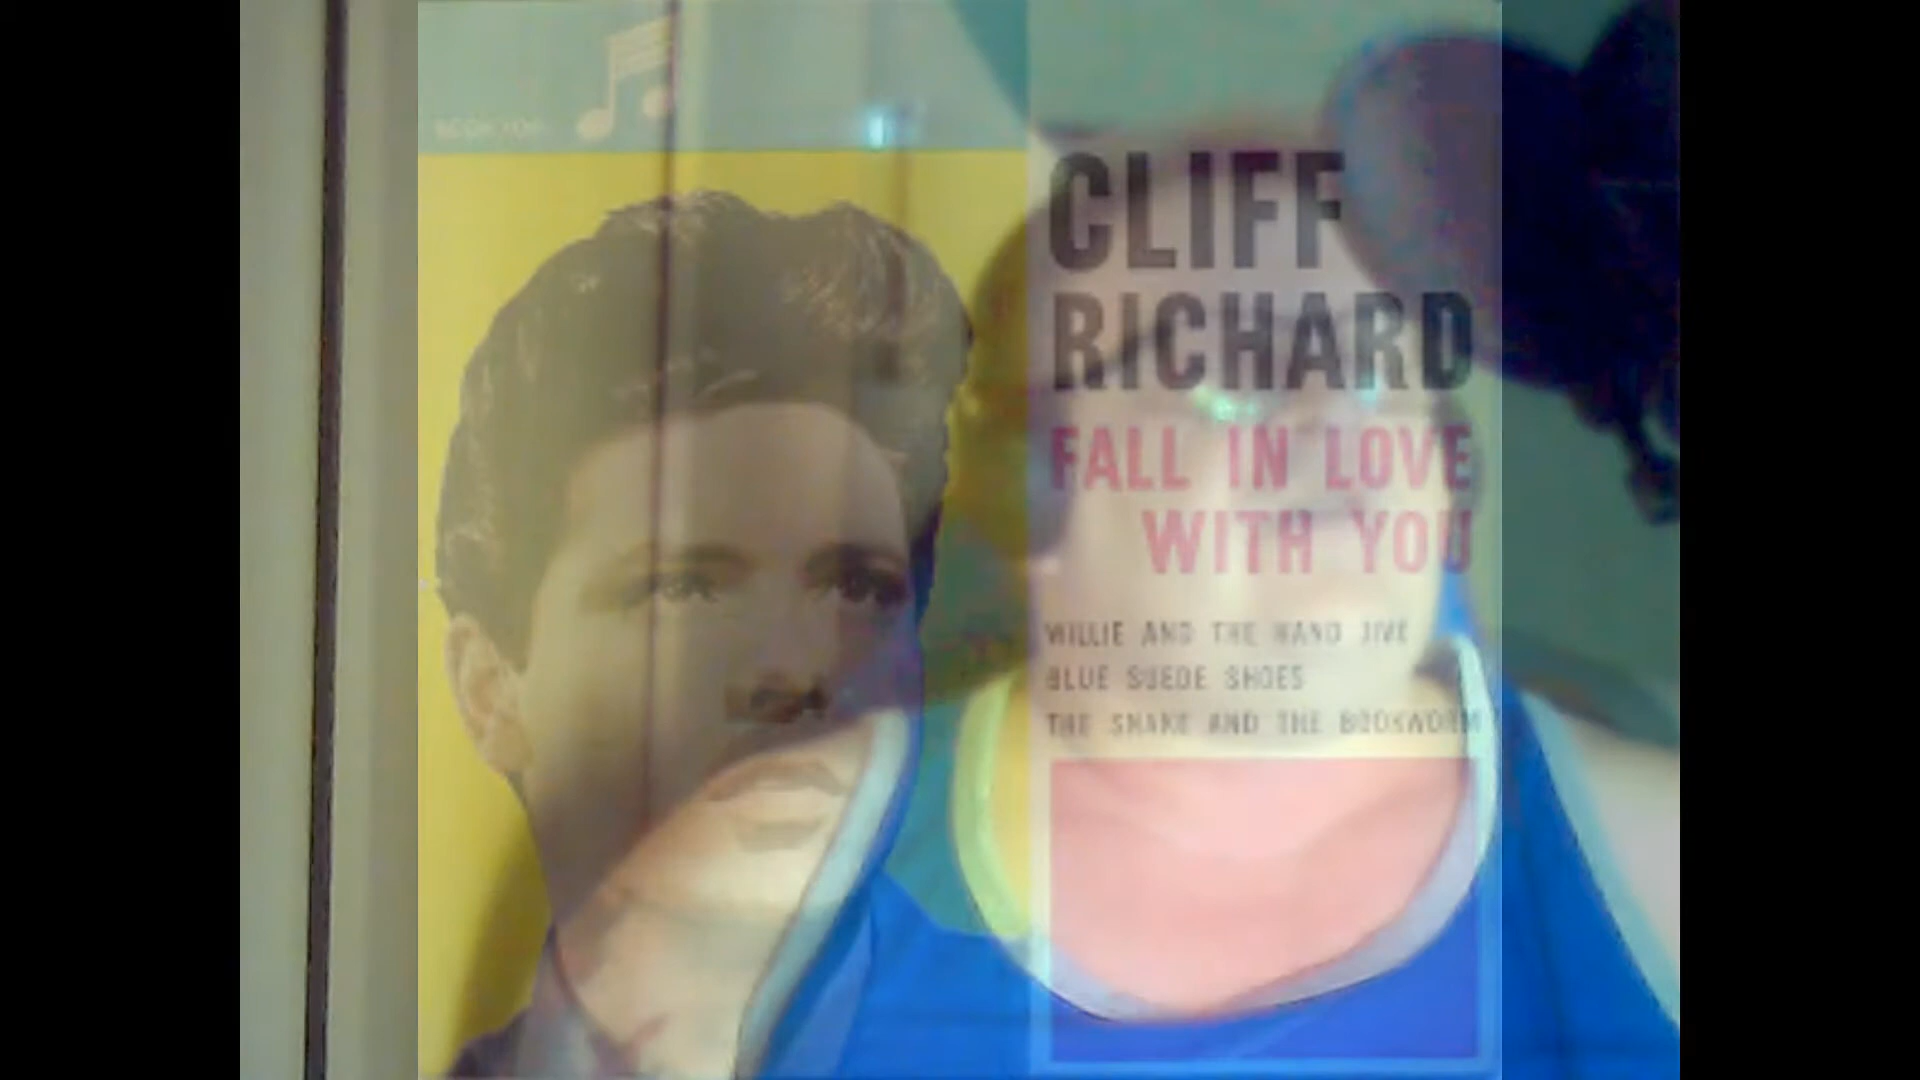 CLIFF
RICHARD
FALL IN LOVE
WITH YOU
WILLIE AND THE HAND JIVE
BLUE SUEDE SHOES
THE SNAKE AND THE BOOKWORM